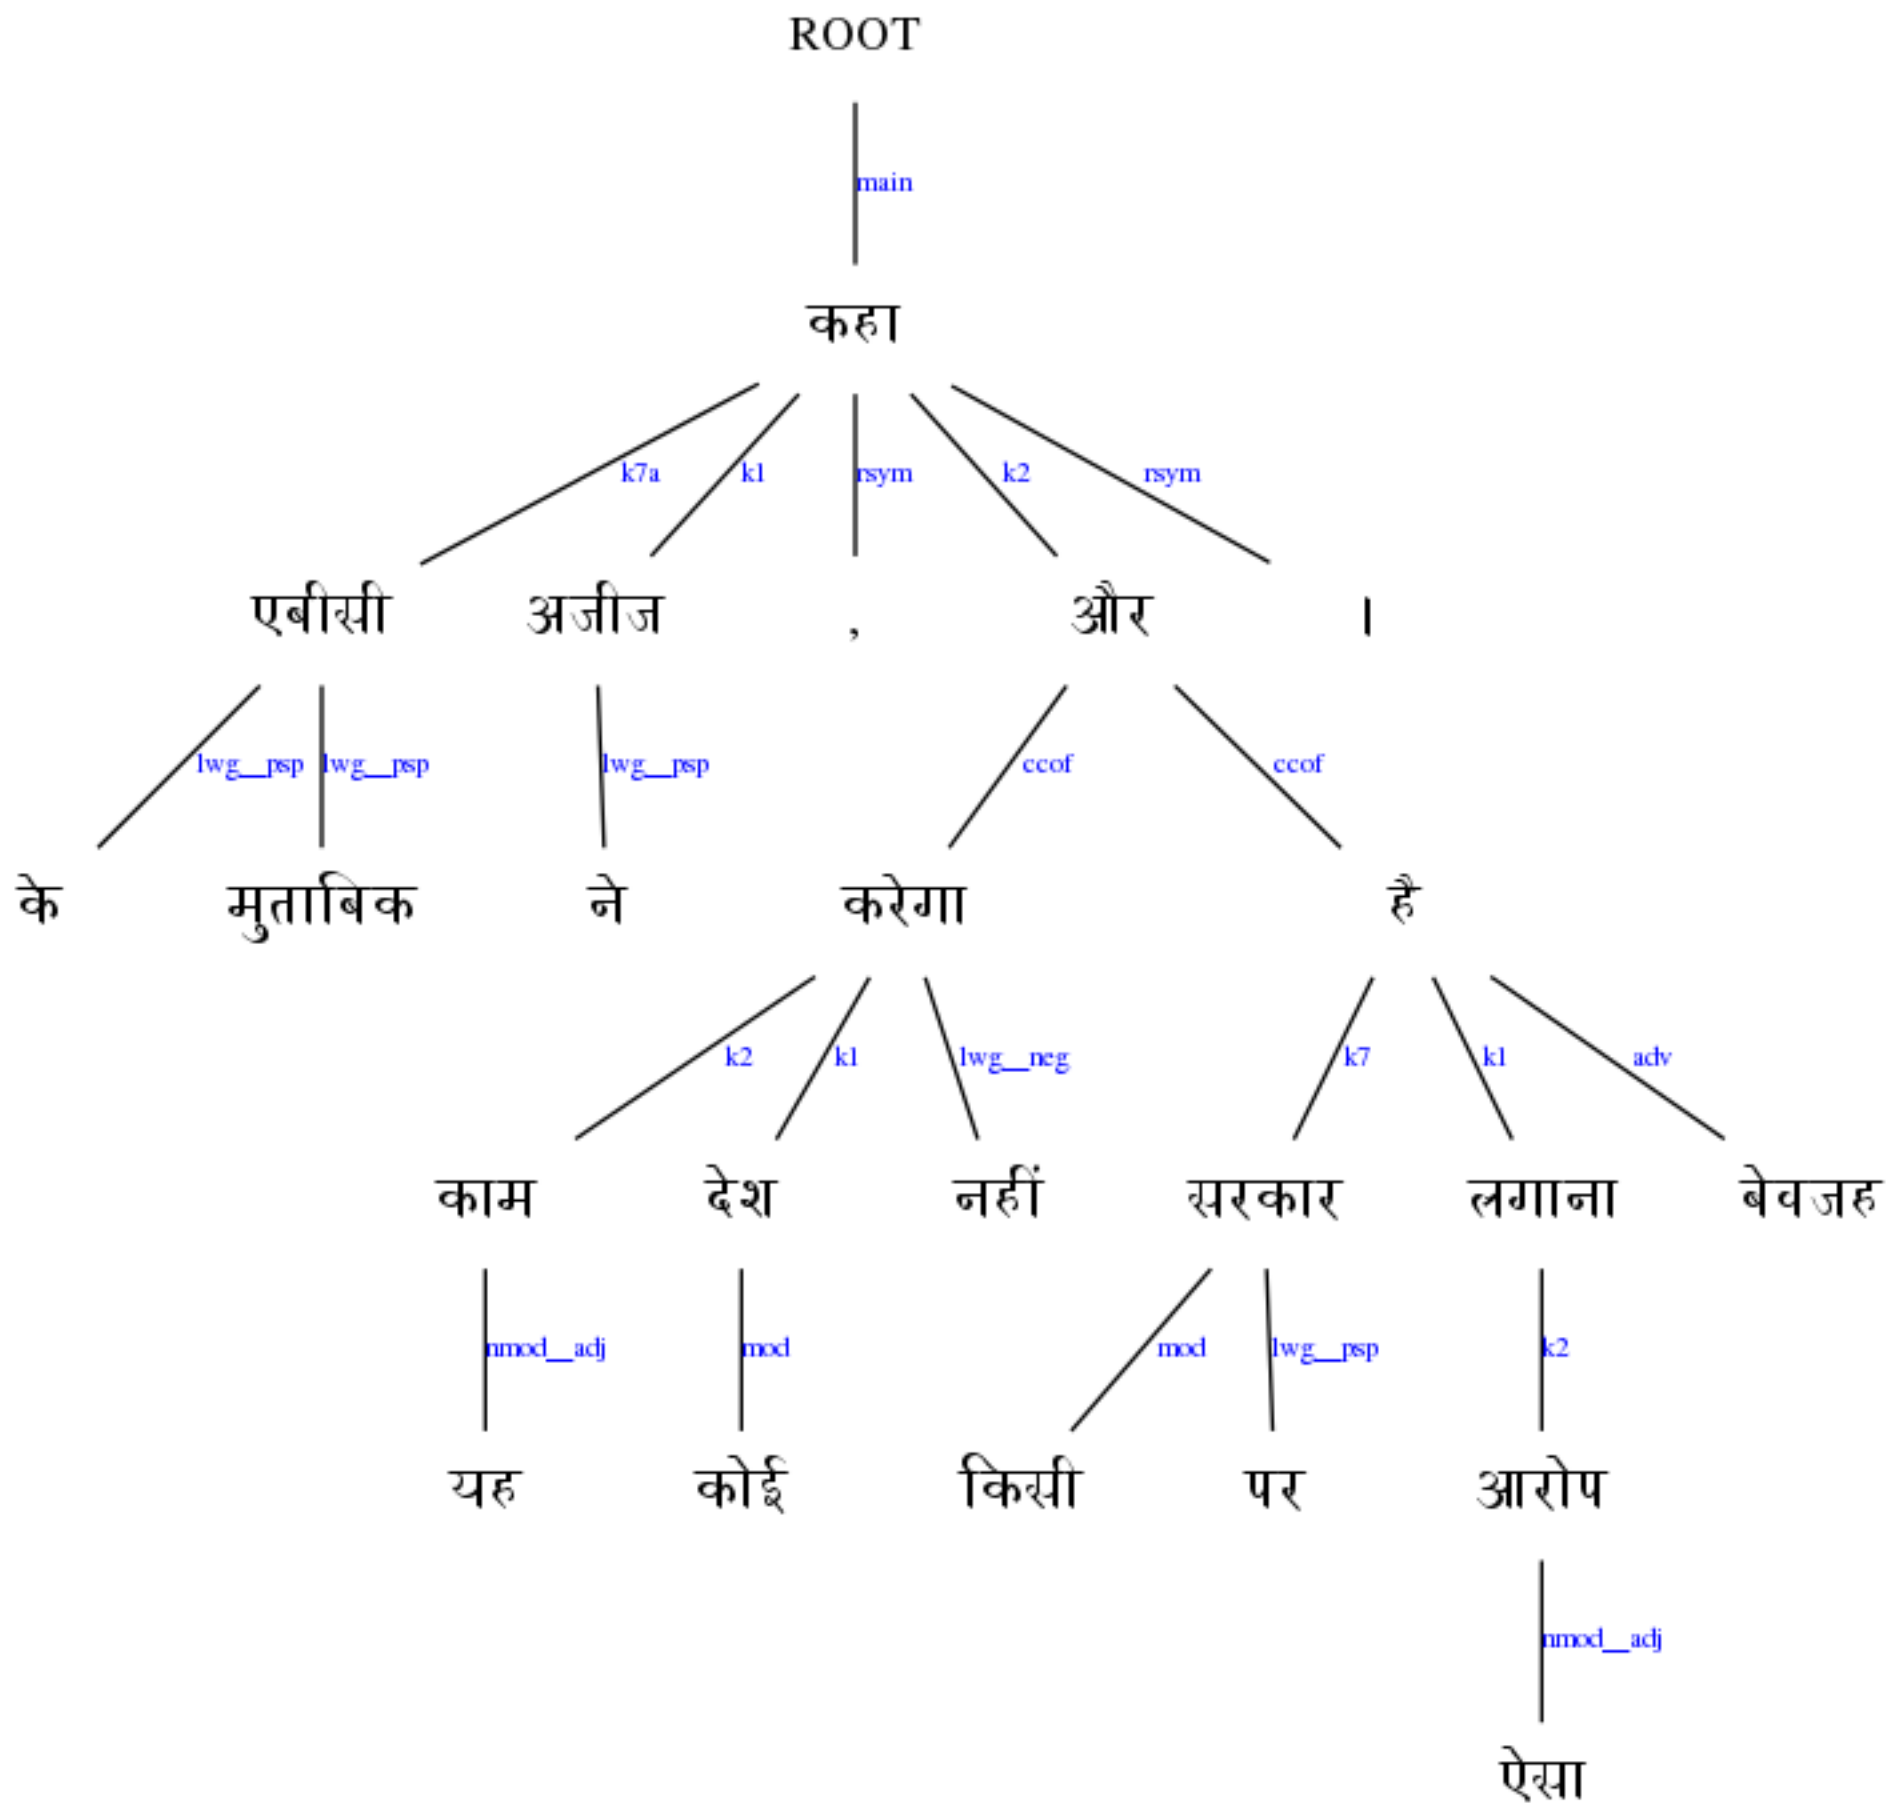 ROOT
main
कहा
k7a k1 rsym k2 rsym
एबीसी अजीज , और ।
lwg__psp lwg__psp lwg__psp ccof ccof
के मुताबिक ने करेगा है
k2 k1 lwg__neg k7 k1 adv
काम देश नहीं सरकार लगाना बेवजह
nmod__adj mod mod lwg__psp k2
यह कोई किसी पर आरोप
nmod__adj
ऐसा